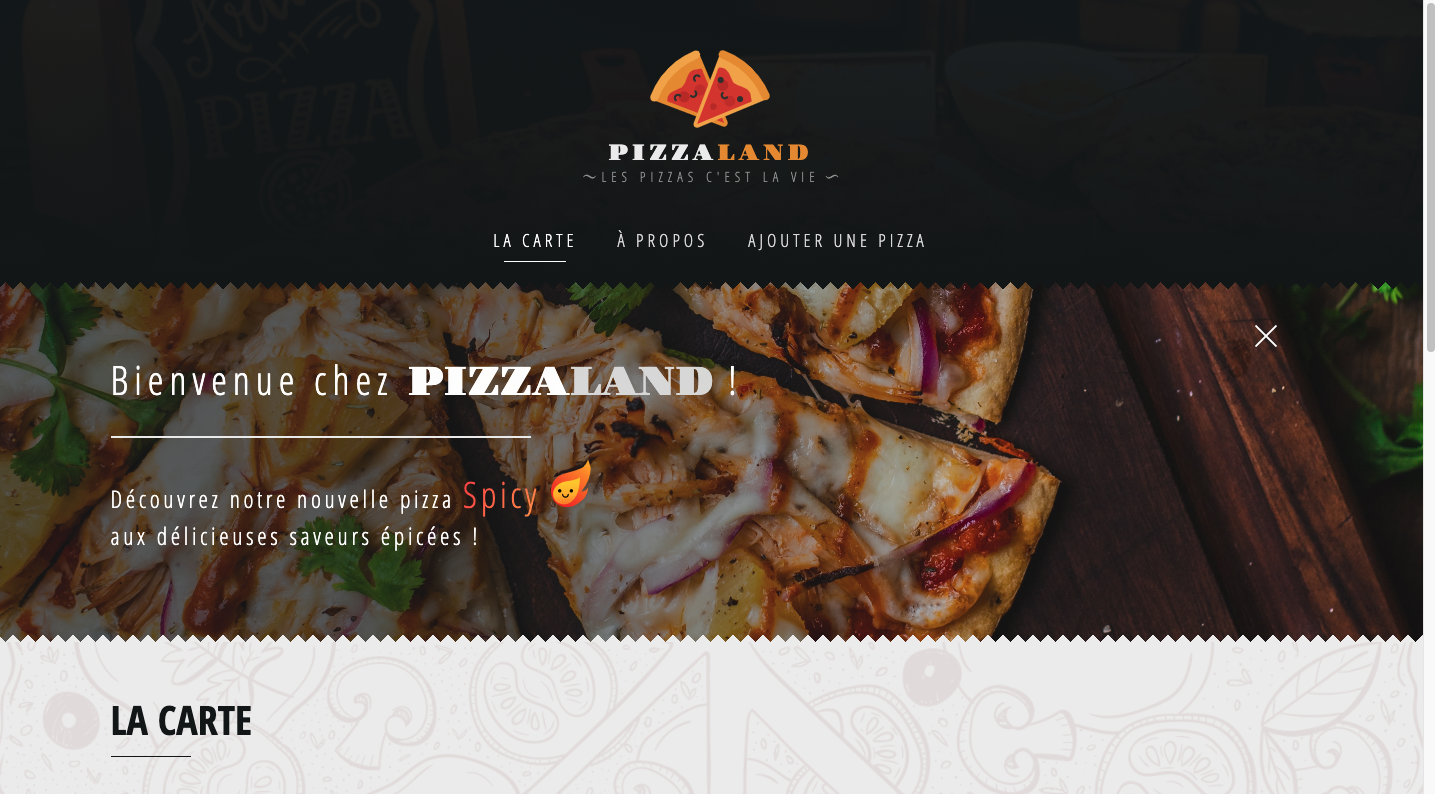 PIZZA
PIZZALAND
~LES PIZZAS C'EST LA VIE ~
LA CARTE
À PROPOS
AJOUTER UNE PIZZA
Bienvenue chez PIZZALAND !
Découvrez notre nouvelle pizza Spicy
aux délicieuses saveurs épicées !
LA CARTE